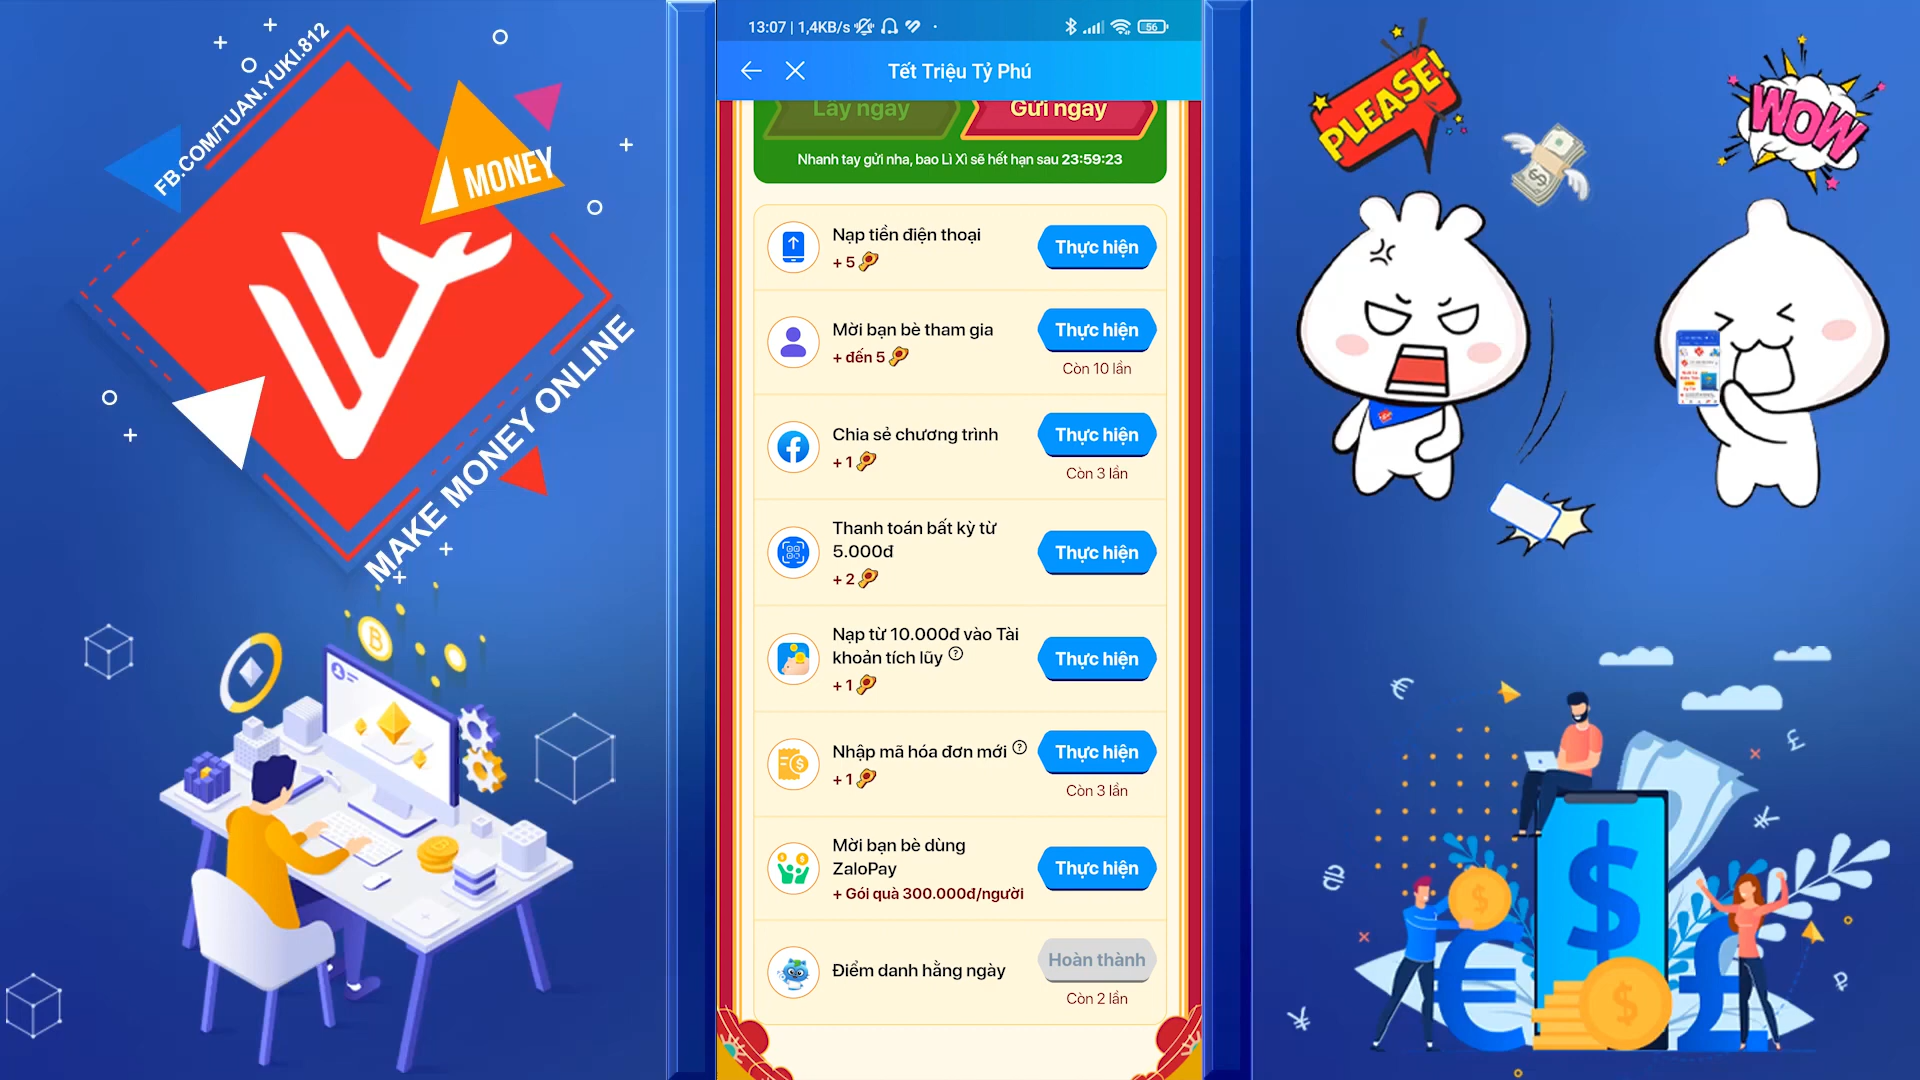 FB.COM/TUAN.YUKI.812
MONEY
MAKE MONEY ONLINE
13:07 | 1,4KB/s
56
Tết Triệu Tỷ Phú
Lấy ngay
Gửi ngay
Nhanh tay gửi nha, bao Lì Xì sẽ hết hạn sau 23:59:23
Nạp tiền điện thoại
+ 5
Thực hiện
Mời bạn bè tham gia
+ đến 5
Thực hiện
Còn 10 lần
Chia sẻ chương trình
+ 1
Thực hiện
Còn 3 lần
Thanh toán bất kỳ từ
5.000đ
+ 2
Thực hiện
Nạp từ 10.000đ vào Tài
khoản tích lũy ?
+ 1
Thực hiện
Nhập mã hóa đơn mới ?
+ 1
Thực hiện
Còn 3 lần
Mời bạn bè dùng
ZaloPay
+ Gói quà 300.000đ/người
Thực hiện
Điểm danh hằng ngày
Hoàn thành
Còn 2 lần
PLEASE!
WOW